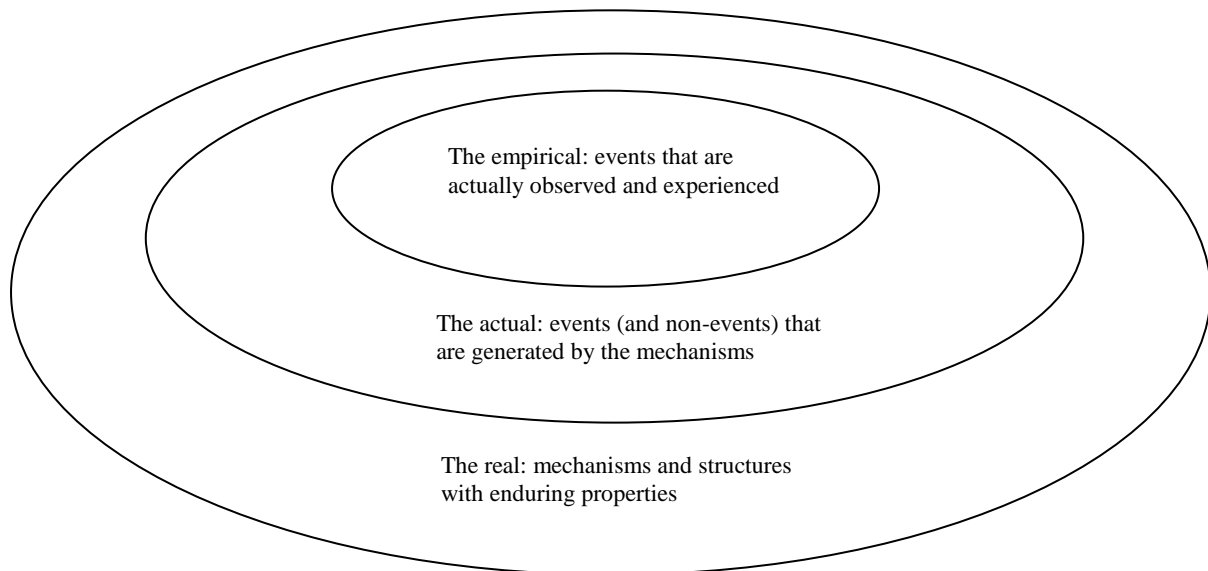 The empirical: events that are
actually observed and experienced
The actual: events (and non-events) that
are generated by the mechanisms
The real: mechanisms and structures
with enduring properties